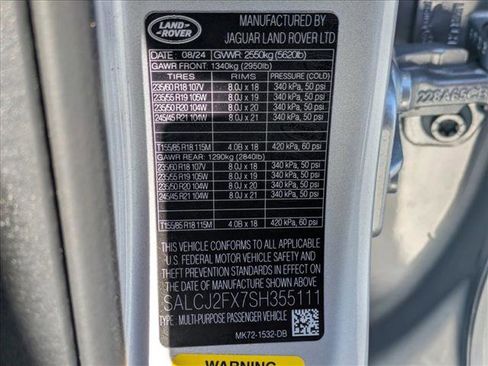 LAND ROVER
MANUFACTURED BY
JAGUAR LAND ROVER LTD
DATE: 08/24 GVWR: 2550kg (5620lb)
GAWR FRONT: 1340kg (2950lb)
TIRES RIMS PRESSURE (COLD)
235/60 R18 107V 8.0J x 18 340 kPa, 50 psi
235/55 R19 105W 8.0J x 19 340 kPa, 50 psi
235/50 R20 104W 8.0J x 20 340 kPa, 50 psi
245/45 R21 104W 8.0J x 21 340 kPa, 50 psi
T155/85 R18 115M 4.0B x 18 420 kPa, 60 psi
GAWR REAR: 1290kg (2840lb)
235/60 R18 107V 8.0J x 18 340 kPa, 50 psi
235/55 R19 105W 8.0J x 19 340 kPa, 50 psi
235/50 R20 104W 8.0J x 20 340 kPa, 50 psi
245/45 R21 104W 8.0J x 21 340 kPa, 50 psi
T155/85 R18 115M 4.0B x 18 420 kPa, 60 psi
THIS VEHICLE CONFORMS TO ALL APPLICABLE
U.S. FEDERAL MOTOR VEHICLE SAFETY AND
THEFT PREVENTION STANDARDS IN EFFECT ON
THE DATE OF MANUFACTURE SHOWN ABOVE.
SALCJ2FX7SH355111
TYPE: MULTI-PURPOSE PASSENGER VEHICLE
MK72-1532-DB
WARNING